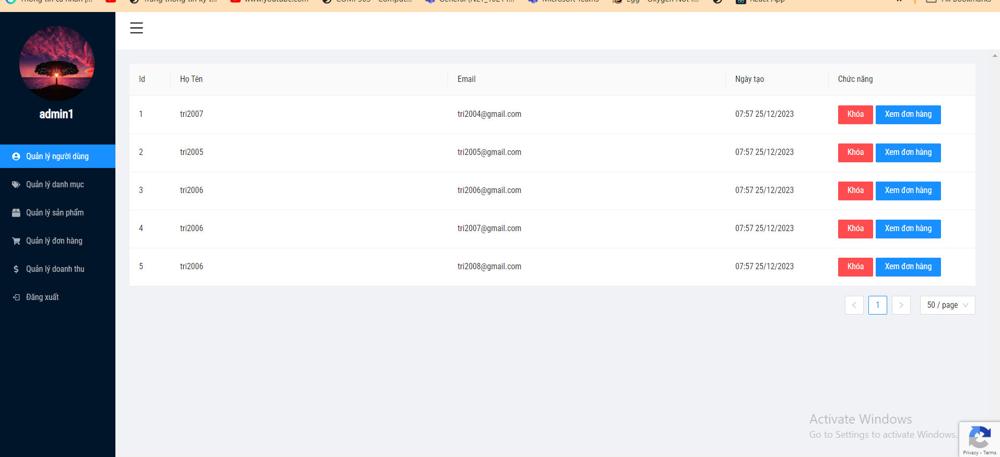 www.youtube.com
Microsoft Teams
React App
All Bookmarks
admin1
Quản lý người dùng
Quản lý danh mục
Quản lý sản phẩm
Quản lý đơn hàng
Quản lý doanh thu
Đăng xuất
Id Họ Tên Email Ngày tạo Chức năng
1 tri2007 tri2004@gmail.com 07:57 25/12/2023 Khóa Xem đơn hàng
2 tri2005 tri2005@gmail.com 07:57 25/12/2023 Khóa Xem đơn hàng
3 tri2006 tri2006@gmail.com 07:57 25/12/2023 Khóa Xem đơn hàng
4 tri2006 tri2007@gmail.com 07:57 25/12/2023 Khóa Xem đơn hàng
5 tri2006 tri2008@gmail.com 07:57 25/12/2023 Khóa Xem đơn hàng
< 1 > 50 / page
Activate Windows
Go to Settings to activate Windows.
Privacy - Terms